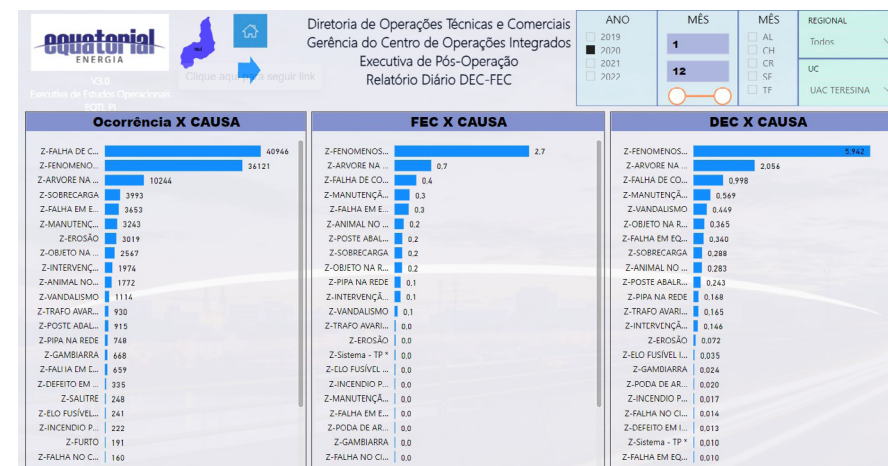 equatorial
ENERGIA
V3.0
Executiva de Estudos Operacionais
EQTL PI
Clique aqui para seguir link
Diretoria de Operações Técnicas e Comerciais
Gerência do Centro de Operações Integrados
Executiva de Pós-Operação
Relatório Diário DEC-FEC
ANO
2019
2020
2021
2022
MÊS
1
12
MÊS
AL
CH
CR
SF
TF
REGIONAL
Todos
UC
UAC TERESINA
Ocorrência X CAUSA
Z-FALHA DE C... 40946
Z-FENOMENO... 36121
Z-ARVORE NA ... 10244
Z-SOBRECARGA 3993
Z-FALHA EM E... 3653
Z-MANUTENÇ... 3243
Z-EROSÃO 3019
Z-OBJETO NA ... 2567
Z-INTERVENÇ... 1974
Z-ANIMAL NO... 1772
Z-VANDALISMO 1114
Z-TRAFO AVAR... 930
Z-POSTE ABAL... 915
Z-PIPA NA REDE 748
Z-GAMBIARRA 668
Z-FALHA EM E... 659
Z-DEFEITO EM ... 335
Z-SALITRE 248
Z-ELO FUSÍVEL... 241
Z-INCENDIO P... 222
Z-FURTO 191
Z-FALHA NO C... 160
FEC X CAUSA
Z-FENOMENOS... 2.7
Z-ARVORE NA ... 0.7
Z-FALHA DE CO... 0.4
Z-MANUTENÇÃ... 0.3
Z-FALHA EM E... 0.3
Z-ANIMAL NO ... 0.2
Z-POSTE ABAL... 0.2
Z-SOBRECARGA 0.2
Z-OBJETO NA R... 0.2
Z-PIPA NA REDE 0.1
Z-INTERVENÇÃ... 0.1
Z-VANDALISMO 0.1
Z-TRAFO AVARI... 0.0
Z-EROSÃO 0.0
Z-Sistema - TP * 0.0
Z-ELO FUSÍVEL ... 0.0
Z-INCENDIO P... 0.0
Z-MANUTENÇÃ... 0.0
Z-FALHA EM E... 0.0
Z-PODA DE AR... 0.0
Z-GAMBIARRA 0.0
Z-FALHA NO CI... 0.0
DEC X CAUSA
Z-FENOMENOS... 5.942
Z-ARVORE NA ... 2.056
Z-FALHA DE CO... 0.998
Z-MANUTENÇÃ... 0.569
Z-VANDALISMO 0.449
Z-OBJETO NA R... 0.365
Z-FALHA EM EQ... 0.340
Z-SOBRECARGA 0.288
Z-ANIMAL NO ... 0.283
Z-POSTE ABALR... 0.243
Z-PIPA NA REDE 0.168
Z-TRAFO AVARI... 0.165
Z-INTERVENÇÃ... 0.146
Z-EROSÃO 0.072
Z-ELO FUSÍVEL I... 0.035
Z-GAMBIARRA 0.024
Z-PODA DE AR... 0.020
Z-INCENDIO P... 0.017
Z-FALHA NO CI... 0.014
Z-DEFEITO EM I... 0.013
Z-Sistema - TP * 0.010
Z-FALHA EM EQ... 0.010